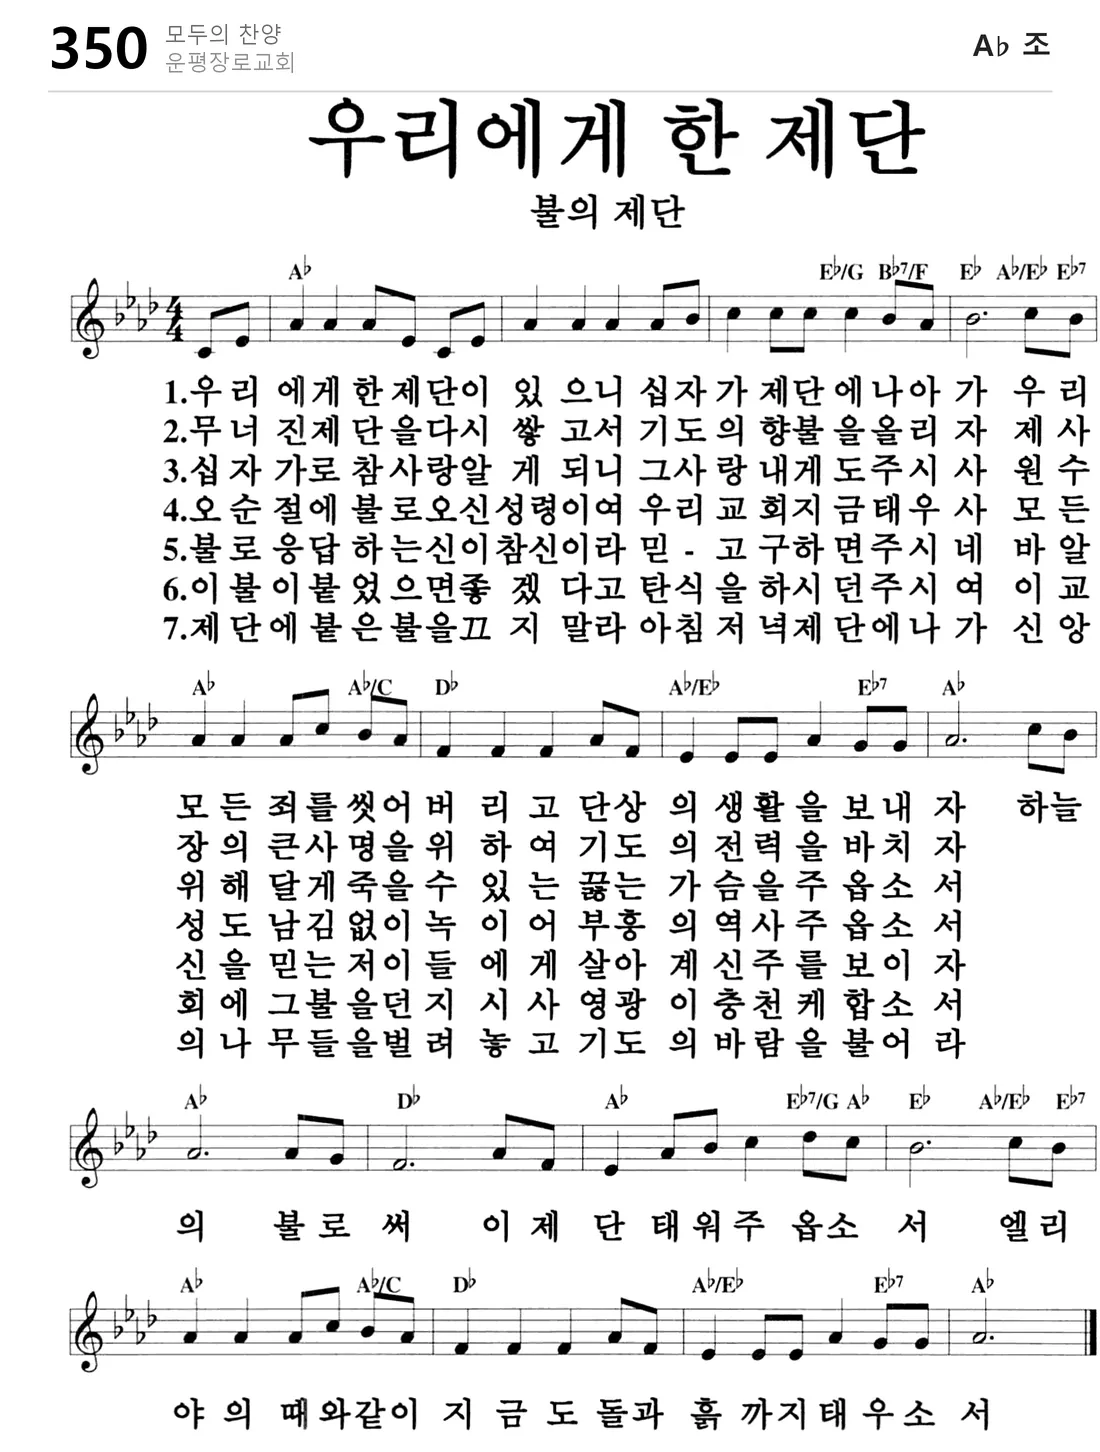 350 모두의 찬양
운평장로교회
A♭ 조
우리에게 한 제단
불의 제단
A♭ E♭/G B♭7/F E♭ A♭/E♭ E♭7
4/4
1.우 리 에게 한 제단이 있 으니 십자 가 제단 에나아 가 우 리
2.무 너 진제 단 을다시 쌓 고서 기도 의 향불 을올리 자 제 사
3.십 자 가로 참 사랑알 게 되니 그사 랑 내게 도주시 사 원 수
4.오 순 절에 불 로오신 성령이여 우리 교 회지 금태우 사 모 든
5.불 로 응답 하 는신이 참신이라 믿 - 고 구하 면주시 네 바 알
6.이 불 이붙 었 으면좋 겠 다고 탄식 을 하시 던주시 여 이 교
7.제 단 에붙 은 불을끄 지 말라 아침 저 녁제 단에나 가 신 앙
A♭ A♭/C D♭ A♭/E♭ E♭7 A♭
모 든 죄를 씻어 버 리 고 단상 의 생활 을 보내 자 하늘
장 의 큰사 명을 위 하 여 기도 의 전력 을 바치 자
위 해 달게 죽을 수 있 는 끓는 가 슴을 주 옵소 서
성 도 남김 없이 녹 이 어 부흥 의 역사 주 옵소 서
신 을 믿는 저이 들 에 게 살아 계 신주 를 보이 자
회 에 그불 을던 지 시 사 영광 이 충천 케 합소 서
의 나 무들 을벌 려 놓 고 기도 의 바람 을 불어 라
A♭ D♭ A♭ E♭7/G A♭ E♭ A♭/E♭ E♭7
의 불 로 써 이 제 단 태 워 주 옵소 서 엘 리
A♭ A♭/C D♭ A♭/E♭ E♭7 A♭
야 의 때 와같이 지 금 도 돌과 흙 까지 태 우소 서